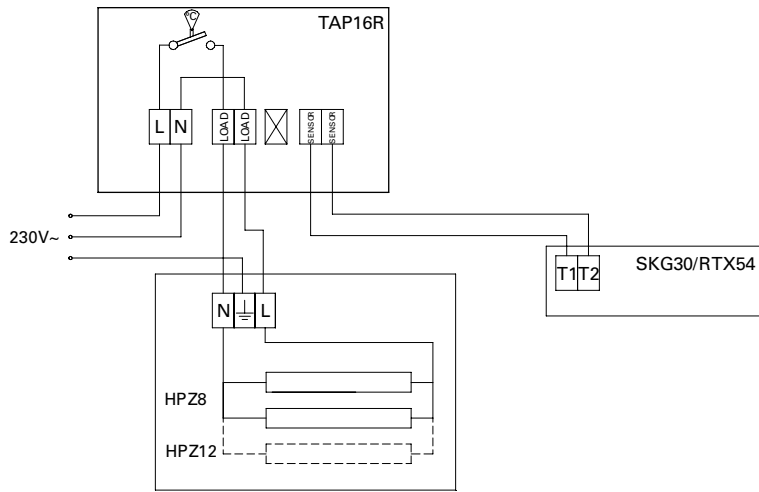 °C
TAP16R
L N LOAD LOAD SENSOR SENSOR
230V~
T1 T2 SKG30/RTX54
N L
HPZ8
HPZ12